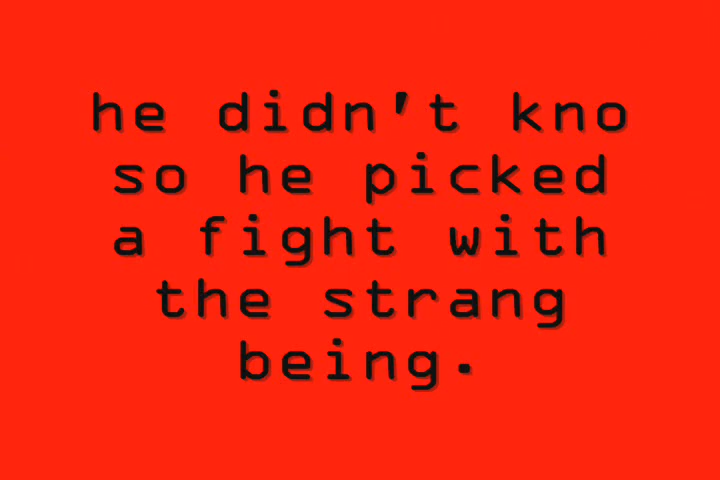 he didn't kno
so he picked
a fight with
the strang
being.